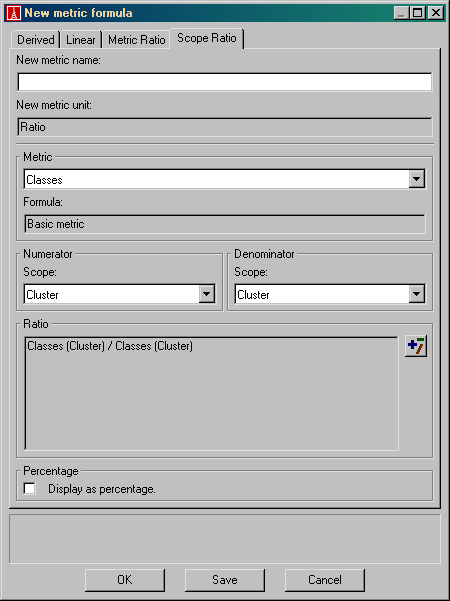 New metric formula
Derived Linear Metric Ratio Scope Ratio
New metric name:
New metric unit:
Ratio
Metric
Classes
Formula:
Basic metric
Numerator Denominator
Scope: Scope:
Cluster Cluster
Ratio
Classes (Cluster) / Classes (Cluster)
Percentage
Display as percentage.
OK Save Cancel